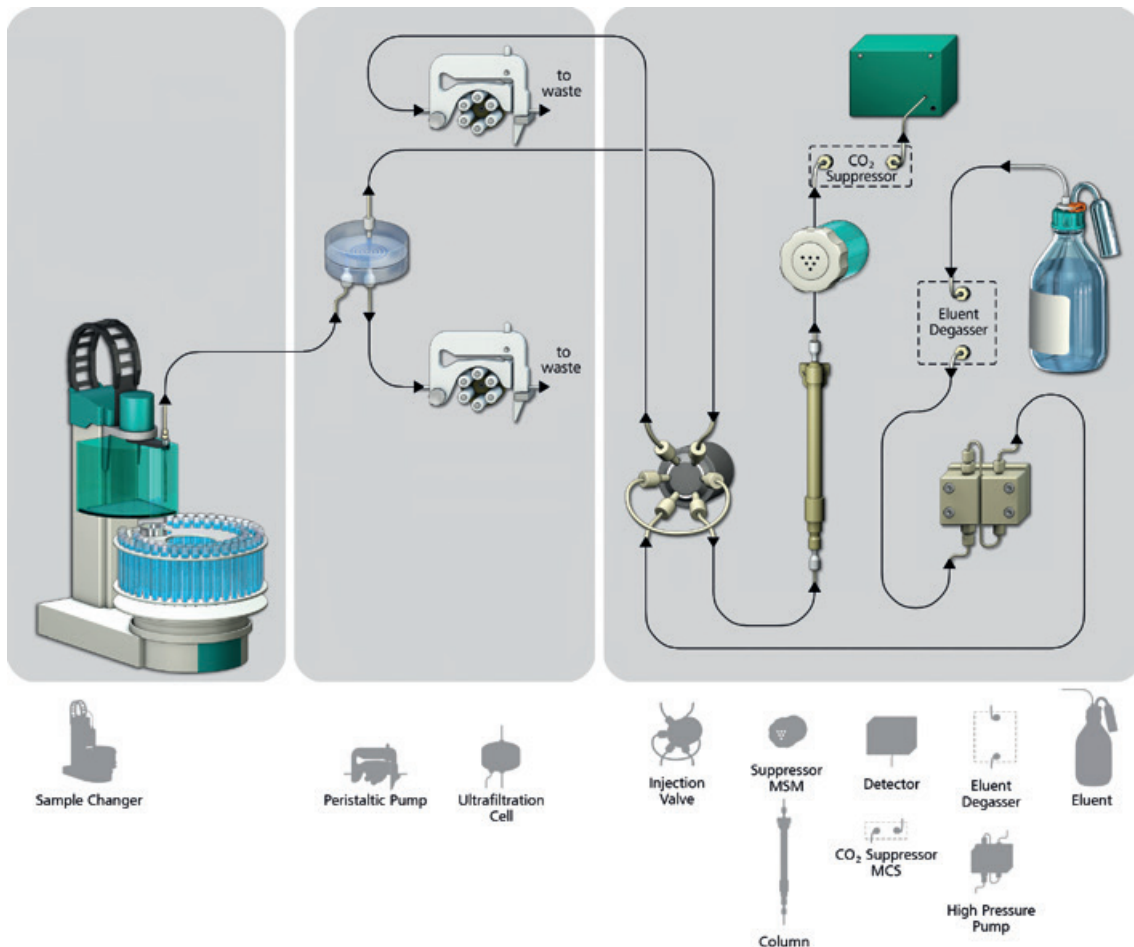 to
waste
CO₂
Suppressor
Eluent
Degasser
to
waste
Sample Changer
Peristaltic Pump
Ultrafiltration
Cell
Injection
Valve
Suppressor
MSM
Detector
Eluent
Degasser
Eluent
CO₂ Suppressor
MCS
High Pressure
Pump
Column